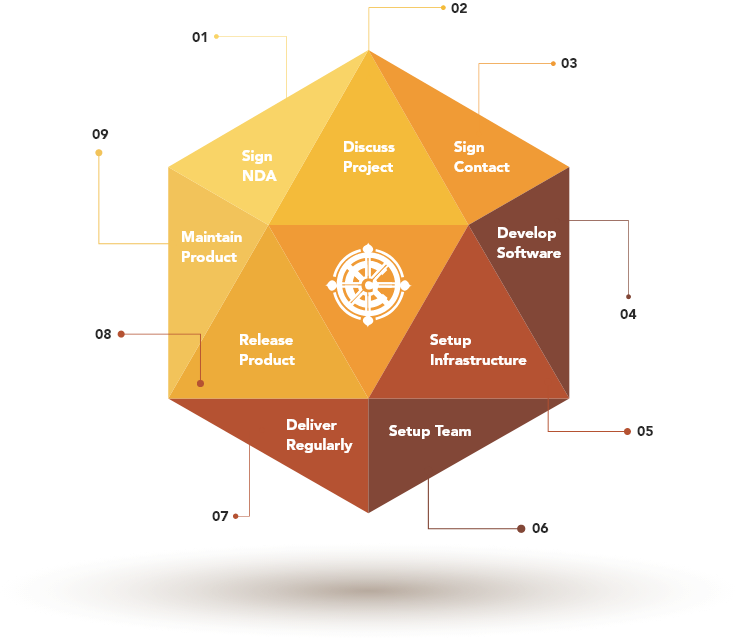 01
02
03
09
Sign
NDA
Discuss
Project
Sign
Contact
Maintain
Product
Develop
Software
04
08
Release
Product
Setup
Infrastructure
Deliver
Regularly
Setup Team
05
07
06